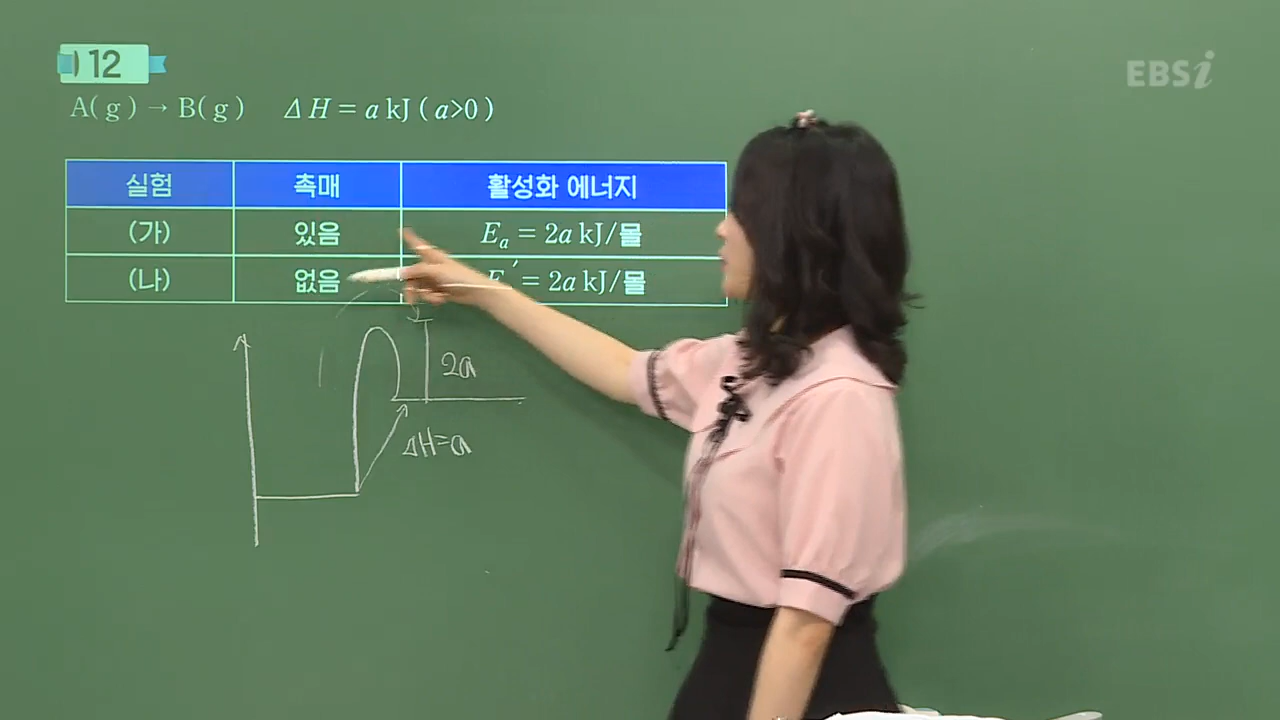 12
EBSi
A(g) → B(g) ΔH = a kJ (a>0)
실험 촉매 활성화 에너지
(가) 있음 Ea = 2a kJ/몰
(나) 없음 ′ = 2a kJ/몰
2a
ΔH=a